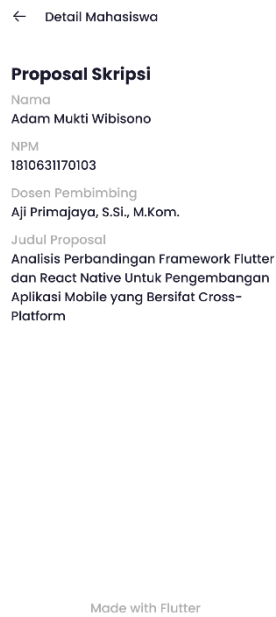 Detail Mahasiswa
Proposal Skripsi
Nama
Adam Mukti Wibisono
NPM
1810631170103
Dosen Pembimbing
Aji Primajaya, S.Si., M.Kom.
Judul Proposal
Analisis Perbandingan Framework Flutter
dan React Native Untuk Pengembangan
Aplikasi Mobile yang Bersifat Cross-
Platform
Made with Flutter